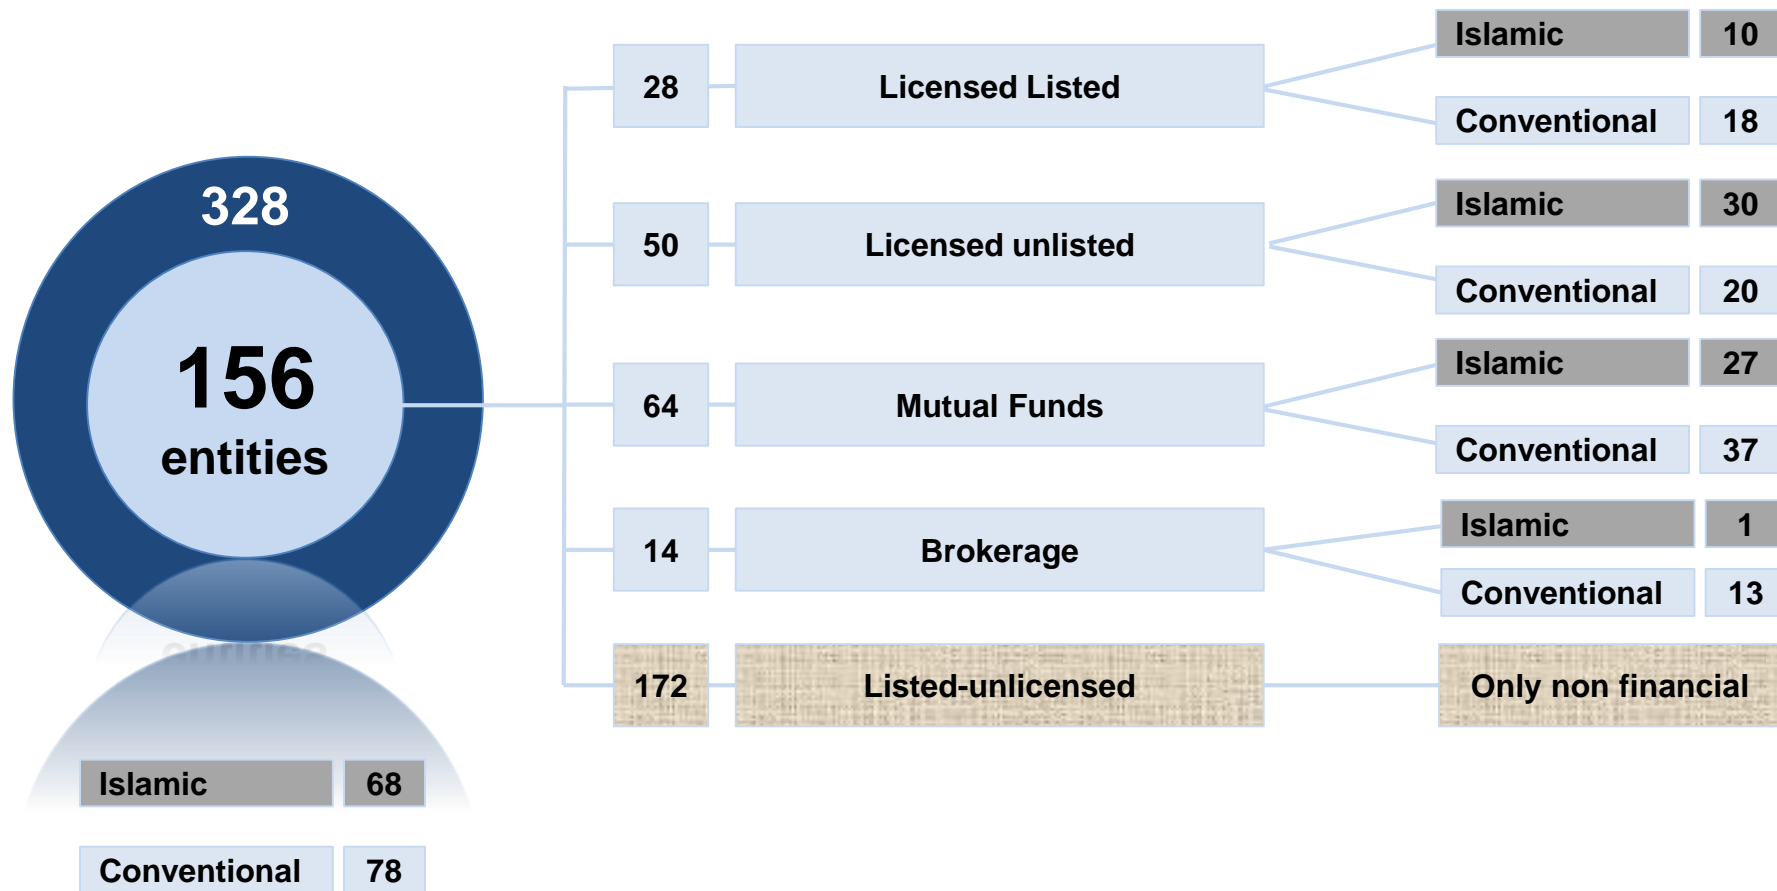 328
156
entities
Islamic 68
Conventional 78
28 Licensed Listed
Islamic 10
Conventional 18
50 Licensed unlisted
Islamic 30
Conventional 20
64 Mutual Funds
Islamic 27
Conventional 37
14 Brokerage
Islamic 1
Conventional 13
172 Listed-unlicensed Only non financial